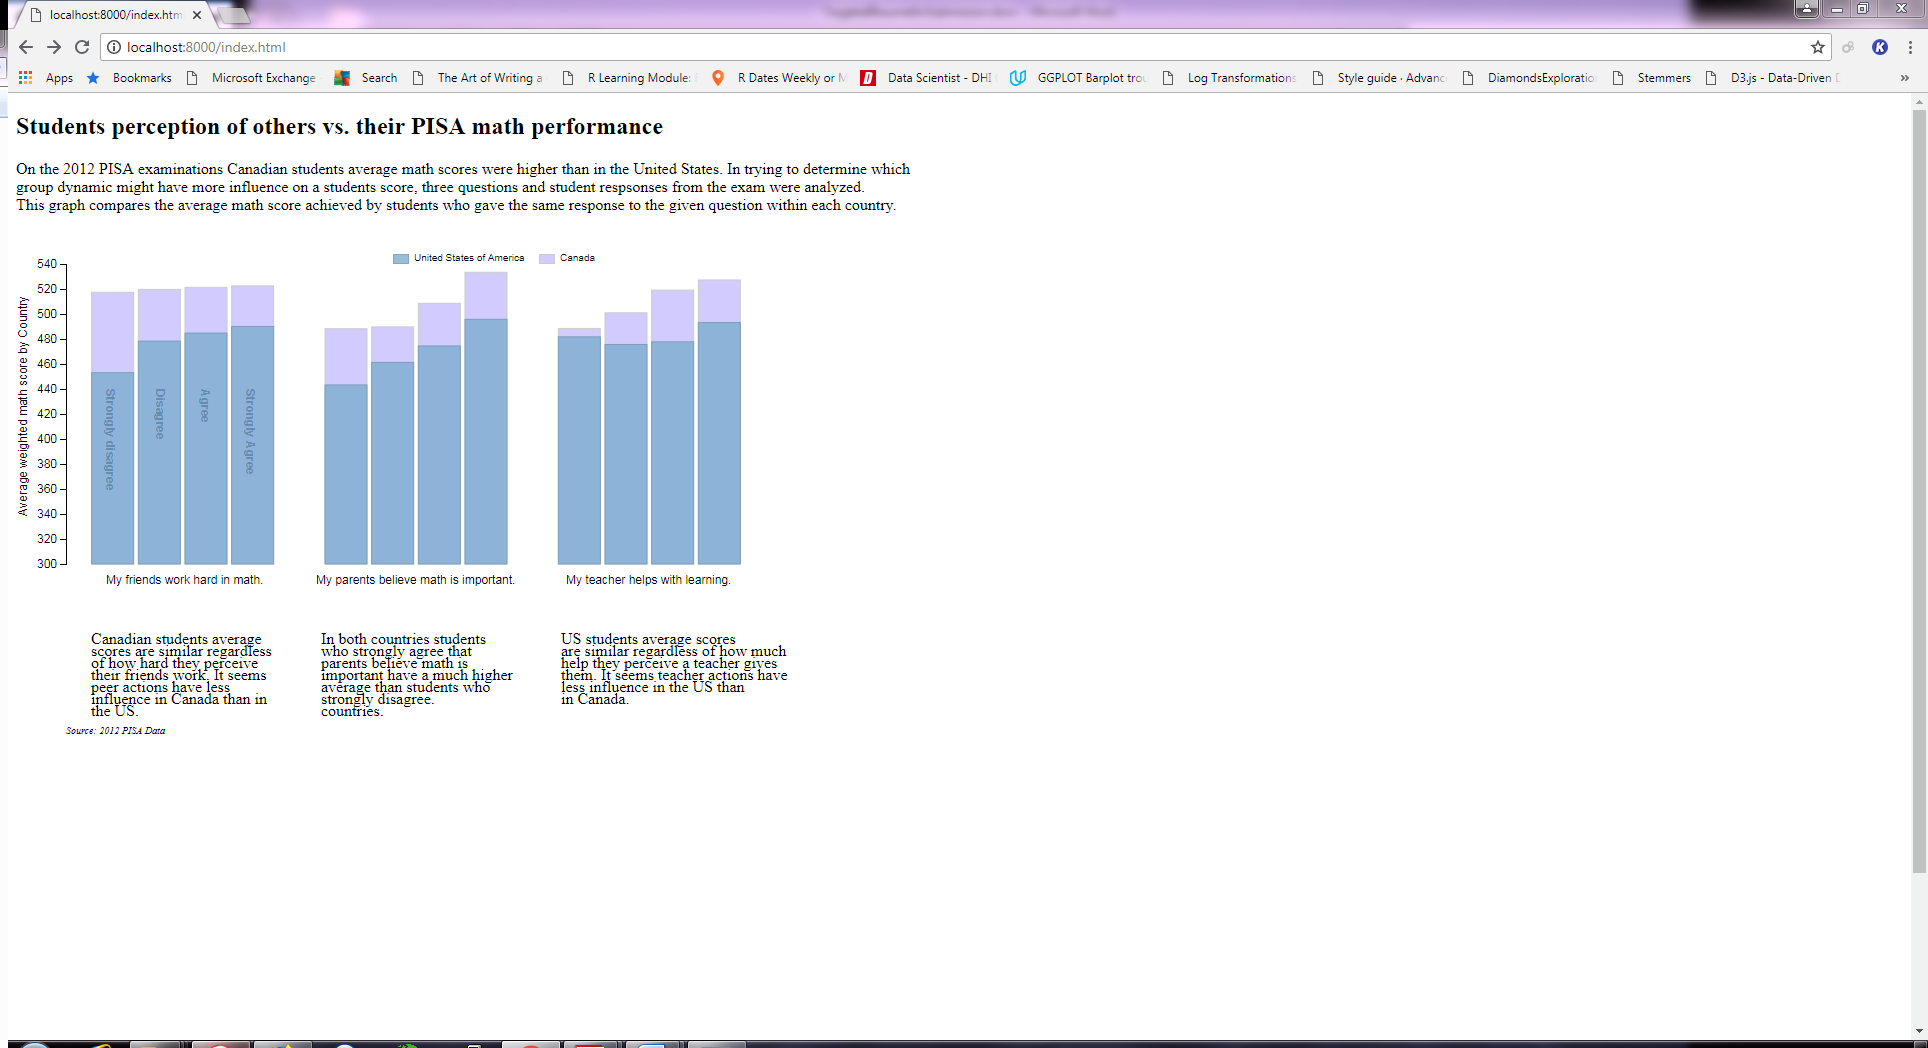 localhost:8000/index.htm
localhost:8000/index.html
Apps Bookmarks Microsoft Exchange Search The Art of Writing a R Learning Module: R Dates Weekly or M Data Scientist - DHI GGPLOT Barplot trou Log Transformations Style guide · Advanc DiamondsExploratio Stemmers D3.js - Data-Driven D »
Students perception of others vs. their PISA math performance
On the 2012 PISA examinations Canadian students average math scores were higher than in the United States. In trying to determine which
group dynamic might have more influence on a students score, three questions and student respsonses from the exam were analyzed.
This graph compares the average math score achieved by students who gave the same response to the given question within each country.
United States of America Canada
Average weighted math score by Country
540
520
500
480
460
440
420
400
380
360
340
320
300
Strongly disagree
Disagree
Agree
Strongly Agree
My friends work hard in math.
My parents believe math is important.
My teacher helps with learning.
Canadian students average
scores are similar regardless
of how hard they perceive
their friends work. It seems
peer actions have less
influence in Canada than in
the US.
In both countries students
who strongly agree that
parents believe math is
important have a much higher
average than students who
strongly disagree.
countries.
US students average scores
are similar regardless of how much
help they perceive a teacher gives
them. It seems teacher actions have
less influence in the US than
in Canada.
Source: 2012 PISA Data